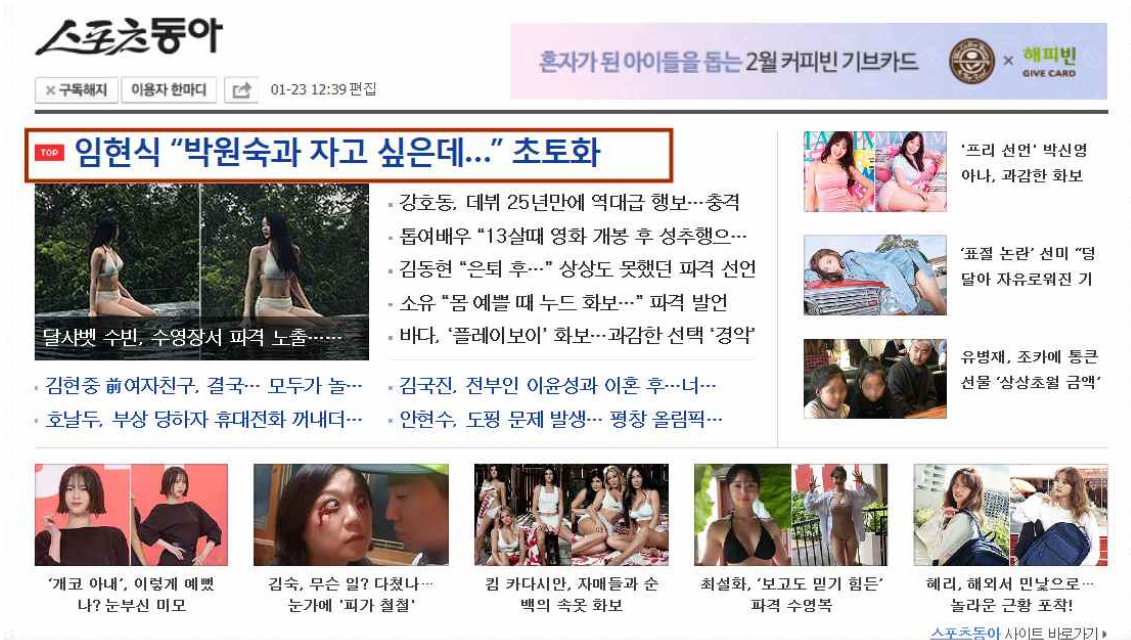 스포츠동아
혼자가 된 아이들을 돕는 2월 커피빈 기브카드 × 해피빈
GIVE CARD
×구독해지 이용자 한마디 01-23 12:39 편집
TOP 임현식 “박원숙과 자고 싶은데...” 초토화
달샤벳 수빈, 수영장서 파격 노출……
강호동, 데뷔 25년만에 역대급 행보…충격
톱여배우 “13살때 영화 개봉 후 성추행으…
김동현 “은퇴 후…” 상상도 못했던 파격 선언
소유 “몸 예쁠 때 누드 화보…” 파격 발언
바다, ‘플레이보이’ 화보…과감한 선택 ‘경악’
김현중 前여자친구, 결국… 모두가 놀…
호날두, 부상 당하자 휴대전화 꺼내더…
김국진, 전부인 이윤성과 이혼 후…너…
안현수, 도핑 문제 발생… 평창 올림픽…
'프리 선언' 박신영
아나, 과감한 화보
‘표절 논란’ 선미 “덩
달아 자유로워진 기
유병재, 조카에 통큰
선물 ‘상상초월 금액’
‘개코 아내’, 이렇게 예뻤
나? 눈부신 미모
김숙, 무슨 일? 다쳤나…
눈가에 '피가 철철'
킴 카다시안, 자매들과 순
백의 속옷 화보
최설화, ‘보고도 믿기 힘든’
파격 수영복
혜리, 해외서 민낯으로…
놀라운 근황 포착!
스포츠동아 사이트 바로가기